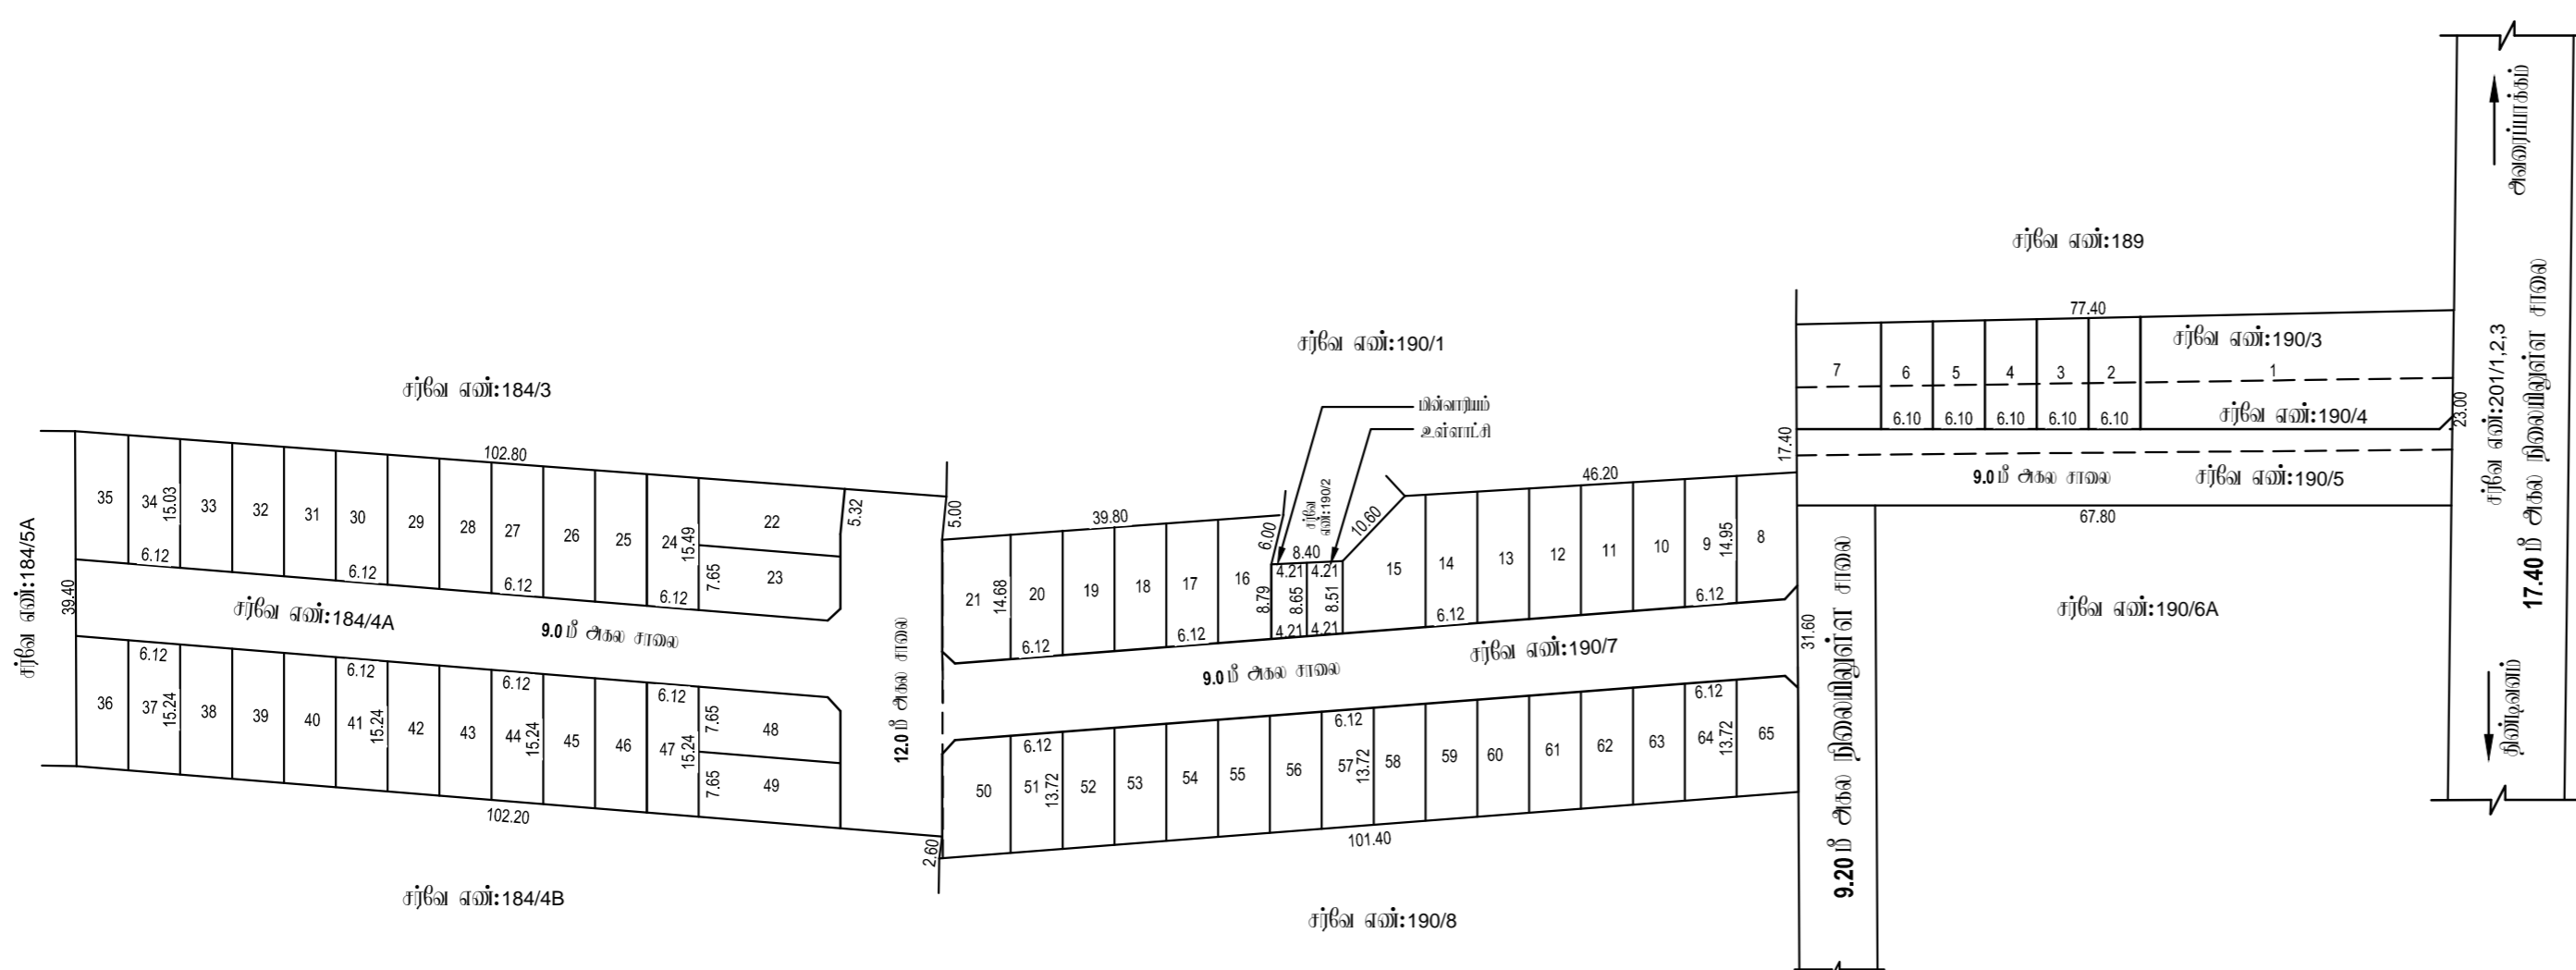 அவரைப்பாக்கம்
சர்வே எண்:189
77.40
சர்வே எண்:190/3
7 6 5 4 3 2 1
6.10 6.10 6.10 6.10 6.10
சர்வே எண்:190/4
23.00
17.40
9.0 மீ அகல சாலை
சர்வே எண்:190/5
67.80
சர்வே எண்:201/1,2,3
17.40 மீ அகல நிலையிலுள்ள சாலை
திண்டிவனம்
சர்வே எண்:190/6A
சர்வே எண்:190/1
மின்வாரியம்
உள்ளாட்சி
சர்வே எண்:190/2
46.20
39.80
6.00
8.40
10.60
4.21 4.21
8.79 8.65 8.51
4.21 4.21
21 14.68 20 19 18 17 16
6.12 6.12
15 14 13 12 11 10 9 14.95 8
6.12 6.12
சர்வே எண்:190/7
9.0 மீ அகல சாலை
31.60
9.20 மீ அகல நிலையிலுள்ள சாலை
6.12 6.12 6.12
50 51 13.72 52 53 54 55 56 57 13.72 58 59 60 61 62 63 64 13.72 65
101.40
சர்வே எண்:190/8
சர்வே எண்:184/3
102.80
5.32
5.00
35 34 15.03 33 32 31 30 29 28 27 26 25 24 15.49 22
23
7.65
6.12 6.12 6.12 6.12
சர்வே எண்:184/5A
39.40
சர்வே எண்:184/4A
9.0 மீ அகல சாலை
12.0 மீ அகல சாலை
6.12 6.12 6.12 6.12
36 37 15.24 38 39 40 41 15.24 42 43 44 15.24 45 46 47 15.24
7.65 48
7.65 49
102.20
2.60
சர்வே எண்:184/4B